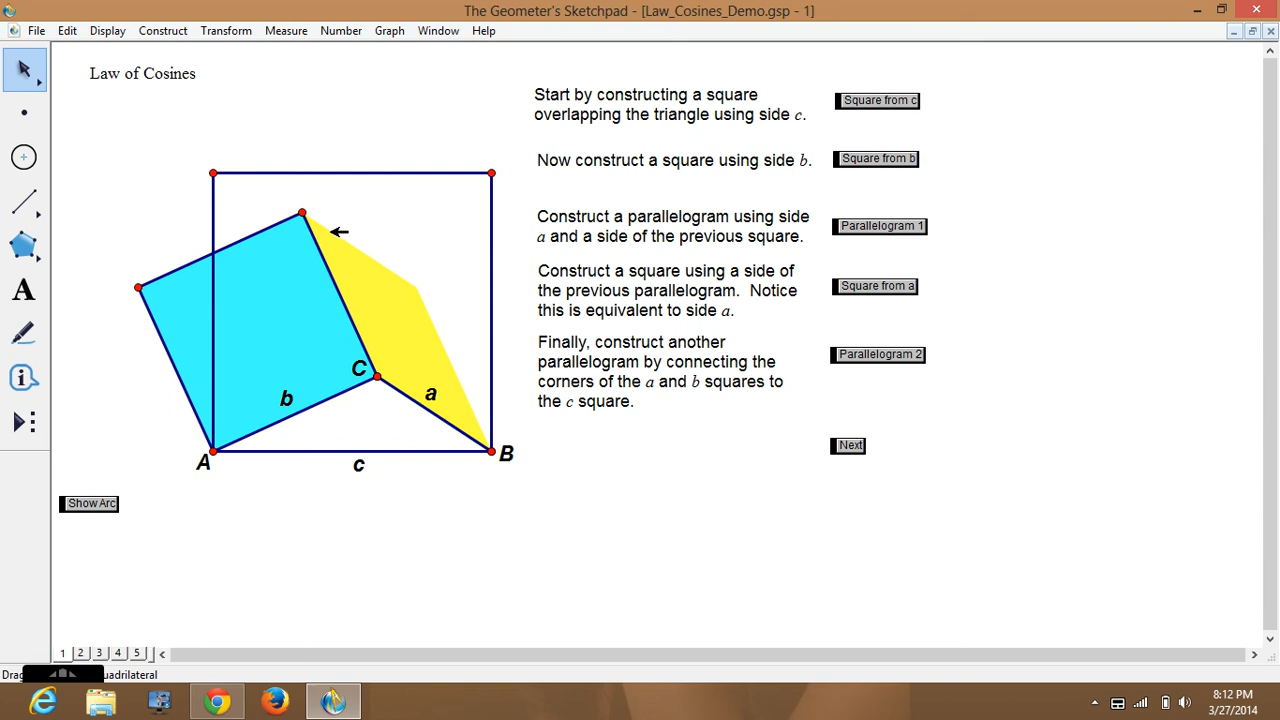 The Geometer's Sketchpad - [Law_Cosines_Demo.gsp - 1]
File Edit Display Construct Transform Measure Number Graph Window Help
Law of Cosines
Start by constructing a square
overlapping the triangle using side c.
Square from c
Now construct a square using side b.
Square from b
Construct a parallelogram using side
a and a side of the previous square.
Parallelogram 1
Construct a square using a side of
the previous parallelogram. Notice
this is equivalent to side a.
Square from a
Finally, construct another
parallelogram by connecting the
corners of the a and b squares to
the c square.
Parallelogram 2
Next
C
b
a
A
c
B
Show Arc
A
1 2 3 4 5
Drag uadrilateral
8:12 PM
3/27/2014